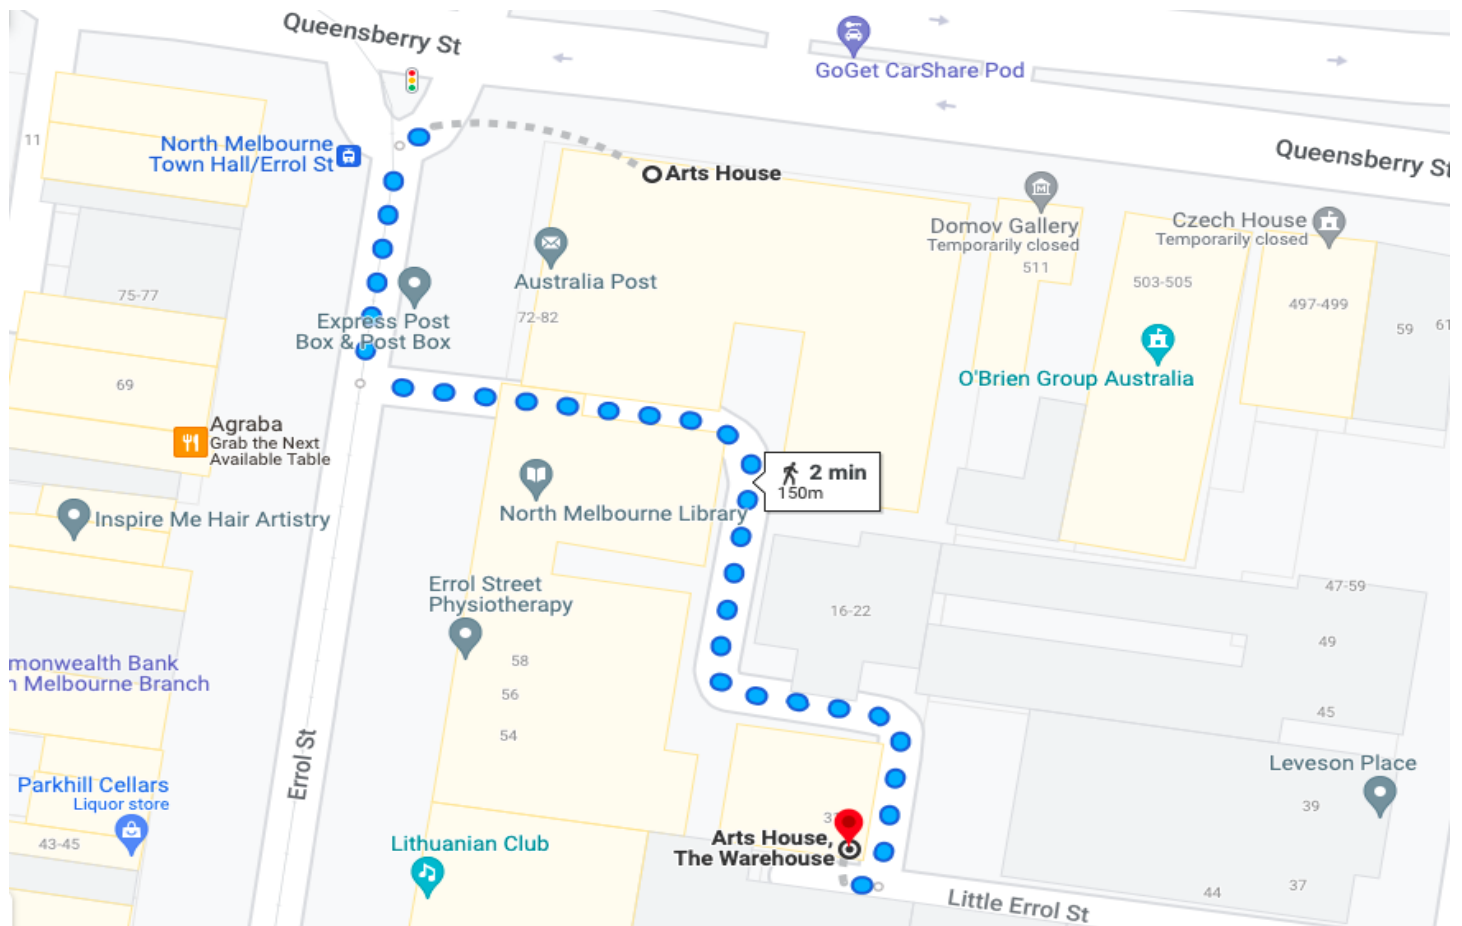 Queensberry St
GoGet CarShare Pod
11
North Melbourne
Town Hall/Errol St
Queensberry St
Arts House
Domov Gallery
Temporarily closed
511
Czech House
Temporarily closed
Australia Post
72-82
503-505
497-499
59
61
75-77
Express Post
Box & Post Box
O'Brien Group Australia
69
Agraba
Grab the Next
Available Table
2 min
150m
Inspire Me Hair Artistry
North Melbourne Library
Errol Street
Physiotherapy
16-22
47-59
49
58
56
54
45
monwealth Bank
Melbourne Branch
Errol St
Parkhill Cellars
Liquor store
43-45
Leveson Place
39
Lithuanian Club
Arts House,
The Warehouse
37
44
Little Errol St